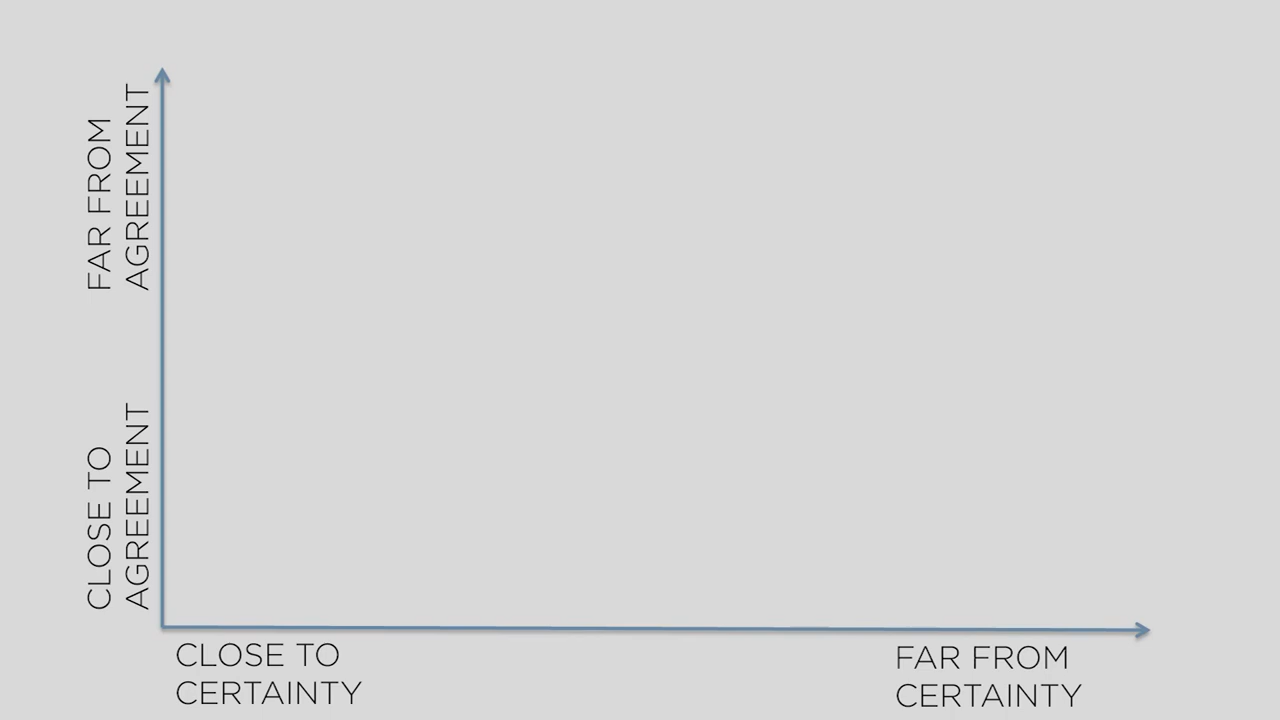 FAR FROM
AGREEMENT
CLOSE TO
AGREEMENT
CLOSE TO
CERTAINTY
FAR FROM
CERTAINTY